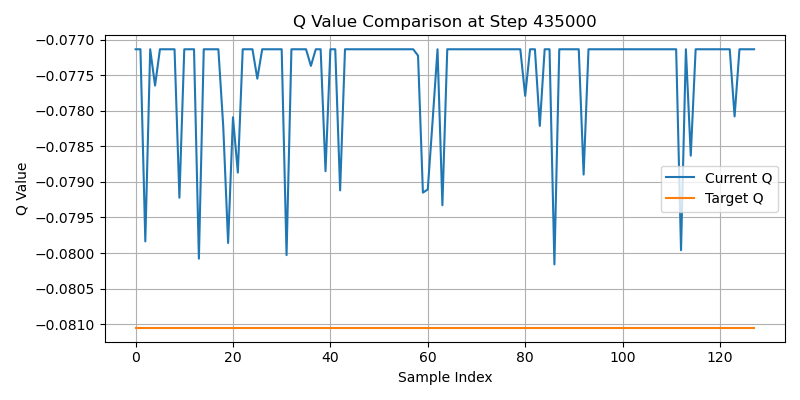 Q Value Comparison at Step 435000
−0.0770
−0.0775
−0.0780
−0.0785
−0.0790
−0.0795
−0.0800
−0.0805
−0.0810
Q Value
Current Q
Target Q
0 20 40 60 80 100 120
Sample Index